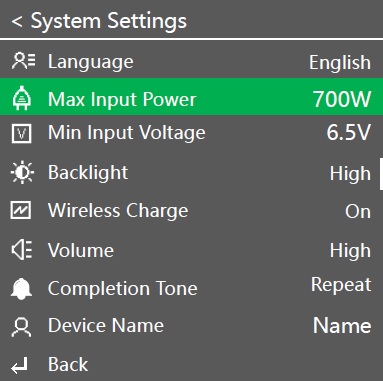 < System Settings
Language English
Max Input Power 700W
V Min Input Voltage 6.5V
Backlight High
Wireless Charge On
Volume High
Completion Tone Repeat
Device Name Name
Back